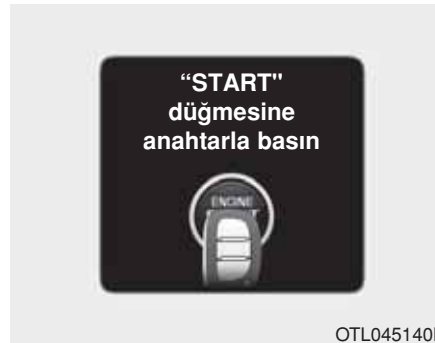 “START"
düğmesine
anahtarla basın
ENGINE
OTL045140